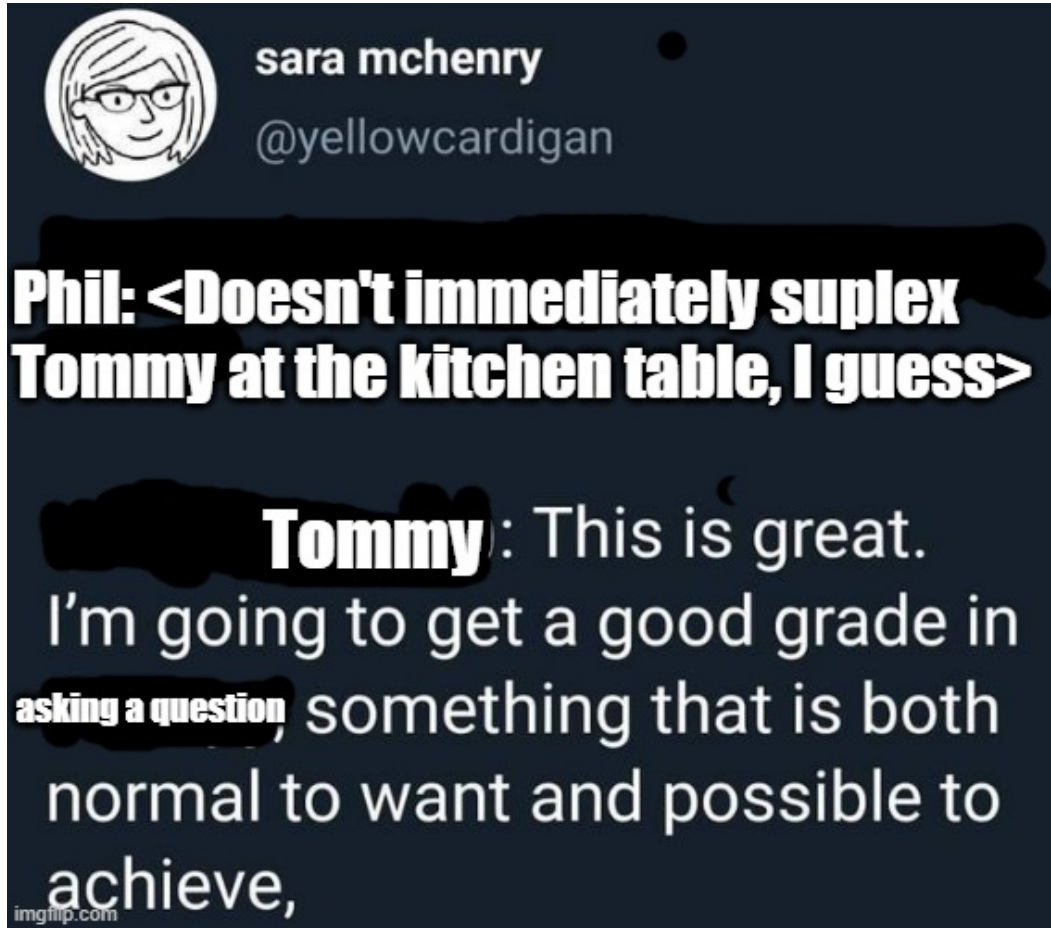 sara mchenry
@yellowcardigan
Phil: <Doesn't immediately suplex
Tommy at the kitchen table, I guess>
Tommy : This is great.
I'm going to get a good grade in
asking a question, something that is both
normal to want and possible to
achieve,
imgflip.com